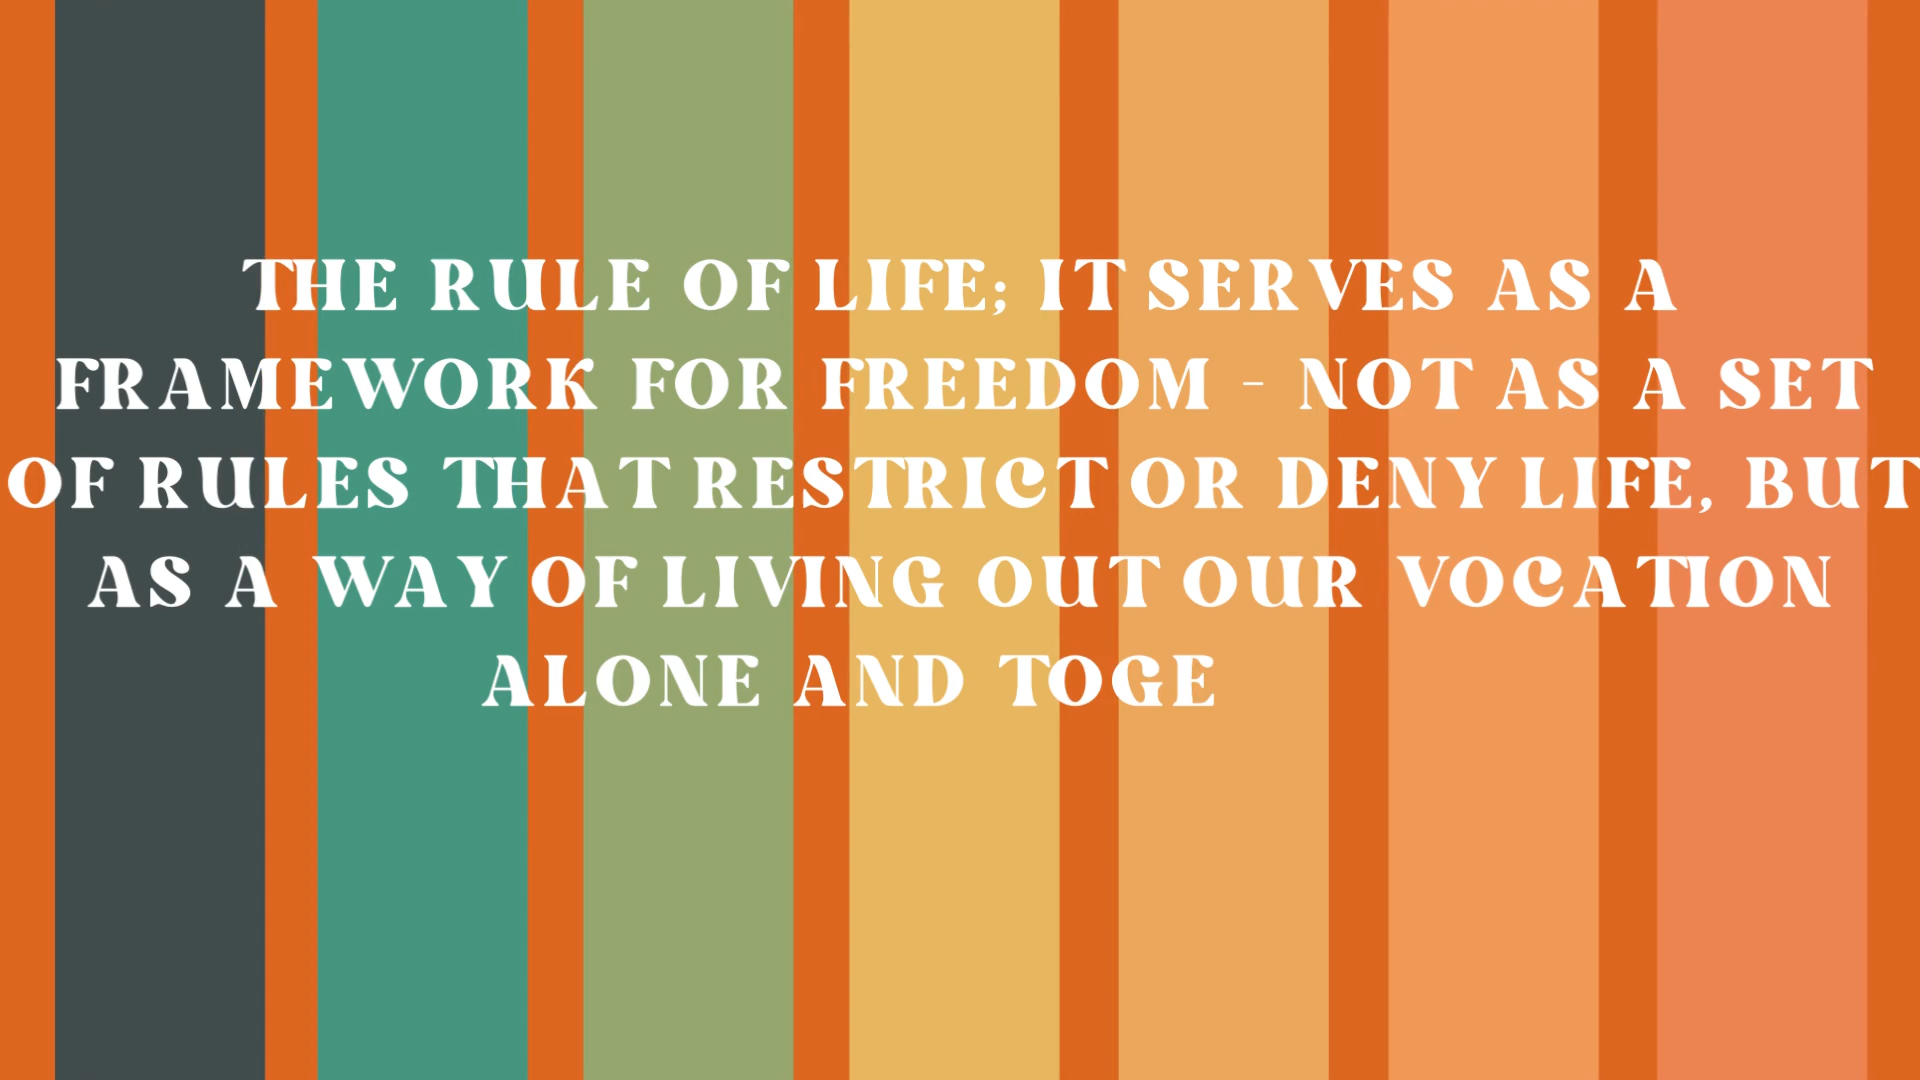 THE RULE OF LIFE; IT SERVES AS A
FRAMEWORK FOR FREEDOM - NOT AS A SET
OF RULES THAT RESTRICT OR DENY LIFE, BUT
AS A WAY OF LIVING OUT OUR VOCATION
ALONE AND TOGE